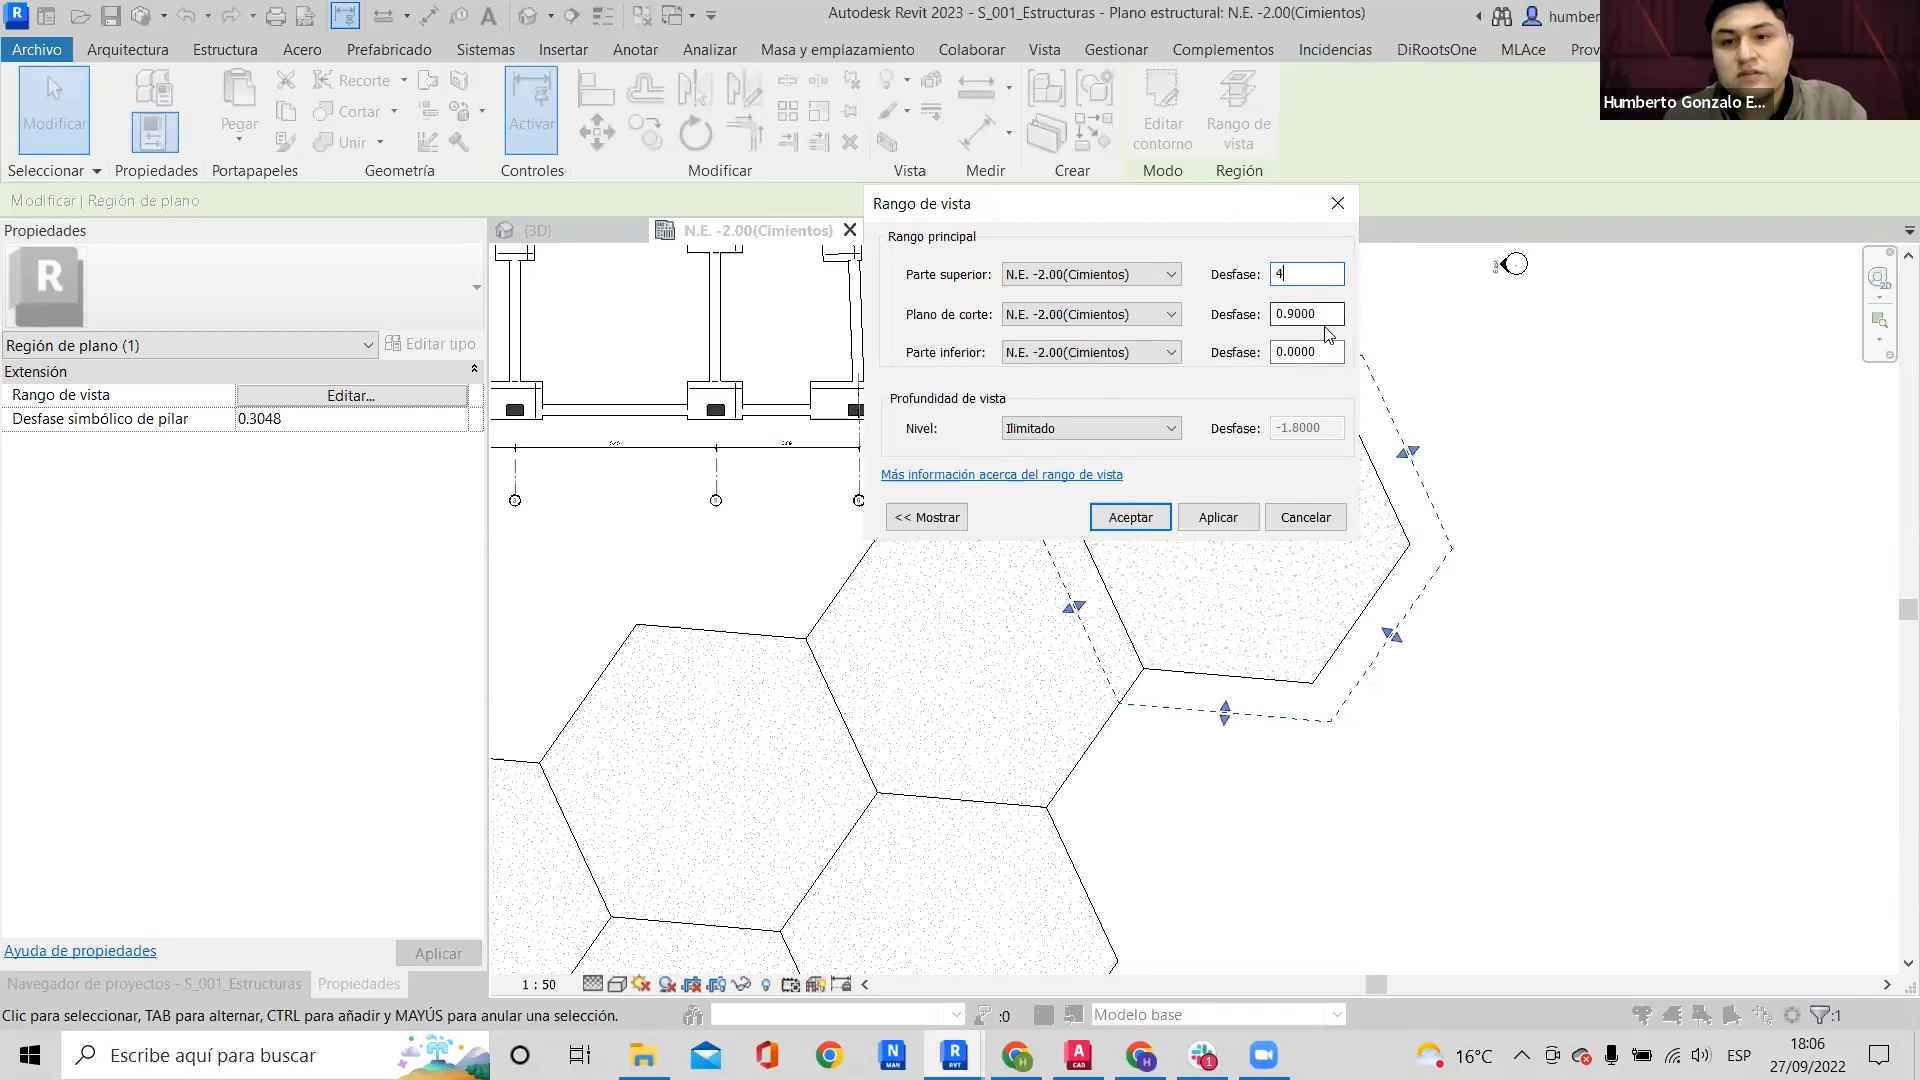 Autodesk Revit 2023 - S_001_Estructuras - Plano estructural: N.E. -2.00(Cimientos)
humber
Archivo Arquitectura Estructura Acero Prefabricado Sistemas Insertar Anotar Analizar Masa y emplazamiento Colaborar Vista Gestionar Complementos Incidencias DiRootsOne MLAce Prov
Humberto Gonzalo E...
Modificar
Pegar
Recorte
Cortar
Unir
Activar
Editar contorno
Rango de vista
Seleccionar Propiedades Portapapeles Geometría Controles Modificar Vista Medir Crear Modo Región
Modificar | Región de plano
Propiedades
{3D}
N.E. -2.00(Cimientos)
R
Región de plano (1)
Editar tipo
Extensión
Rango de vista Editar...
Desfase simbólico de pilar 0.3048
Rango de vista
Rango principal
Parte superior: N.E. -2.00(Cimientos) Desfase: 4
Plano de corte: N.E. -2.00(Cimientos) Desfase: 0.9000
Parte inferior: N.E. -2.00(Cimientos) Desfase: 0.0000
Profundidad de vista
Nivel: Ilimitado Desfase: -1.8000
Más información acerca del rango de vista
<< Mostrar Aceptar Aplicar Cancelar
East
2D
Ayuda de propiedades
Aplicar
Navegador de proyectos - S_001_Estructuras Propiedades
1 : 50
Clic para seleccionar, TAB para alternar, CTRL para añadir y MAYÚS para anular una selección.
:0
Modelo base
:1
Escribe aquí para buscar
16°C
ESP
18:06
27/09/2022